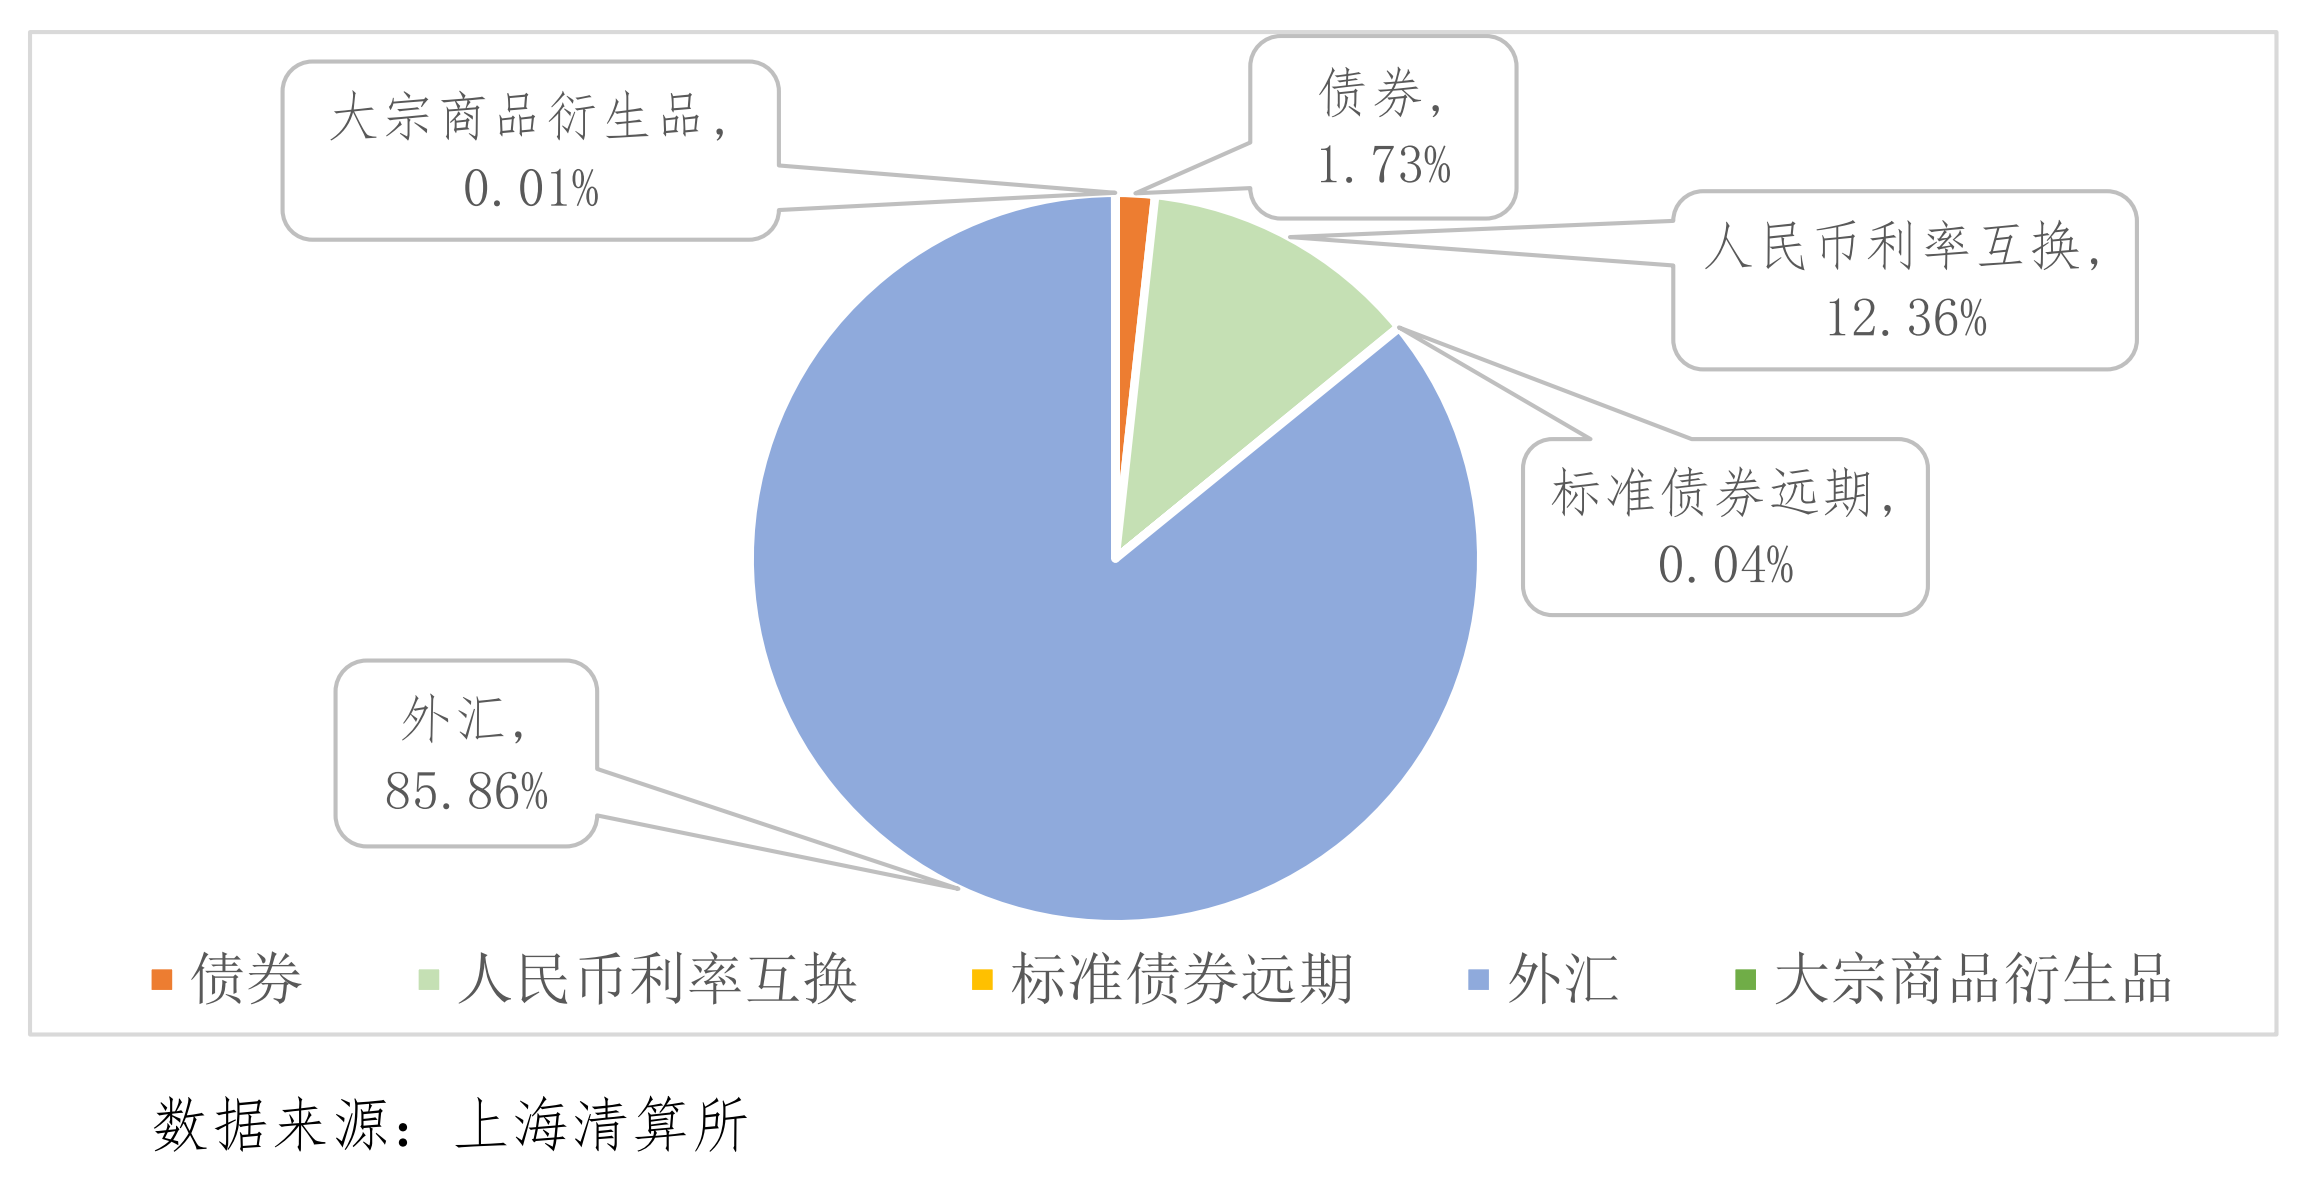 大宗商品衍生品，
0.01%
债券，
1.73%
人民币利率互换，
12.36%
标准债券远期，
0.04%
外汇，
85.86%
债券 人民币利率互换 标准债券远期 外汇 大宗商品衍生品
数据来源：上海清算所